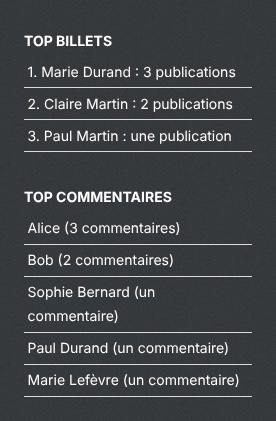 TOP BILLETS
1. Marie Durand : 3 publications
2. Claire Martin : 2 publications
3. Paul Martin : une publication
TOP COMMENTAIRES
Alice (3 commentaires)
Bob (2 commentaires)
Sophie Bernard (un
commentaire)
Paul Durand (un commentaire)
Marie Lefèvre (un commentaire)